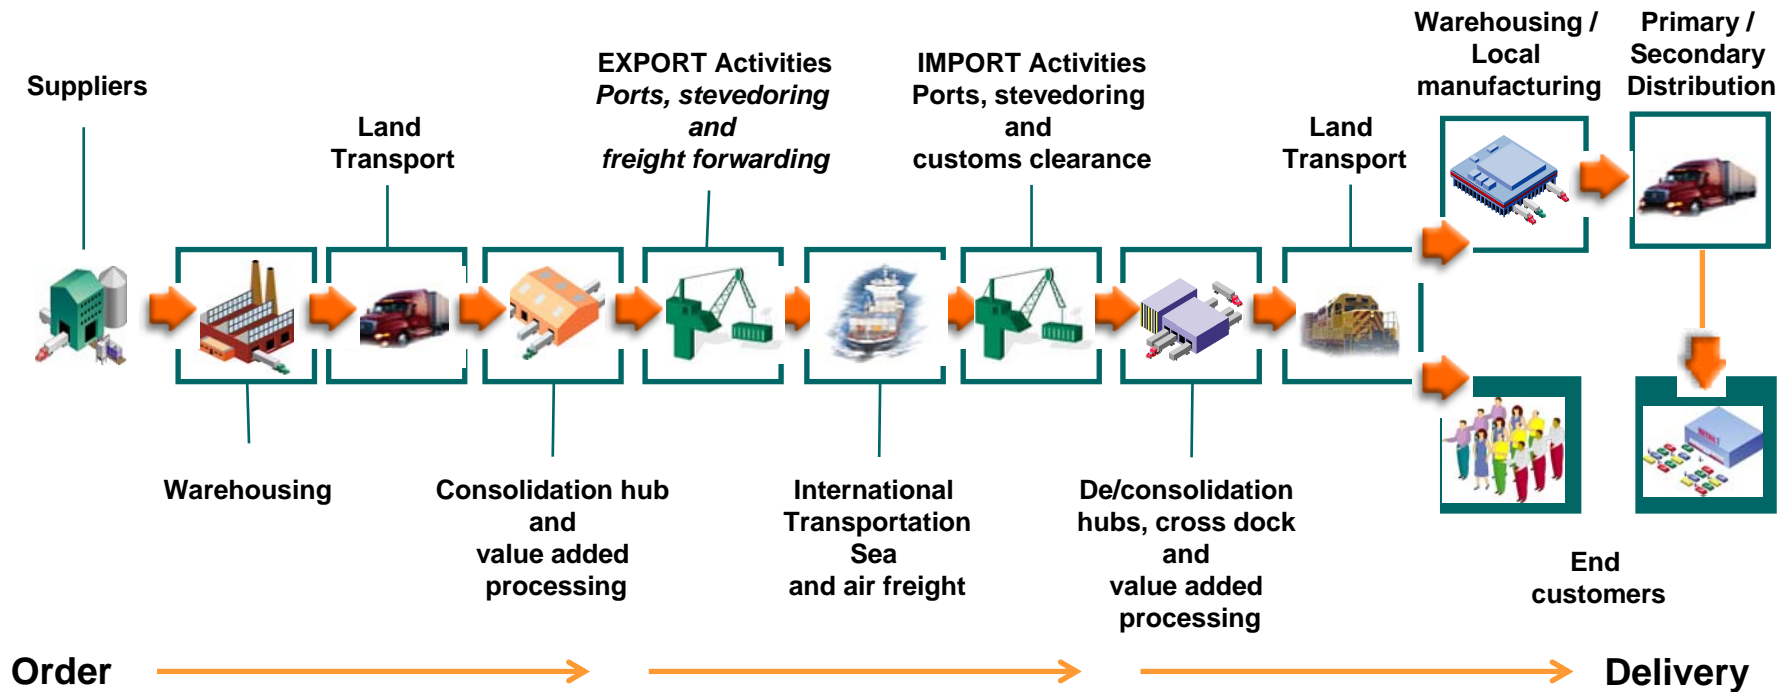 Suppliers
Land
Transport
EXPORT Activities
Ports, stevedoring
and
freight forwarding
IMPORT Activities
Ports, stevedoring
and
customs clearance
Land
Transport
Warehousing /
Local
manufacturing
Primary /
Secondary
Distribution
Warehousing
Consolidation hub
and
value added
processing
International
Transportation
Sea
and air freight
De/consolidation
hubs, cross dock
and
value added
processing
End
customers
Order
Delivery